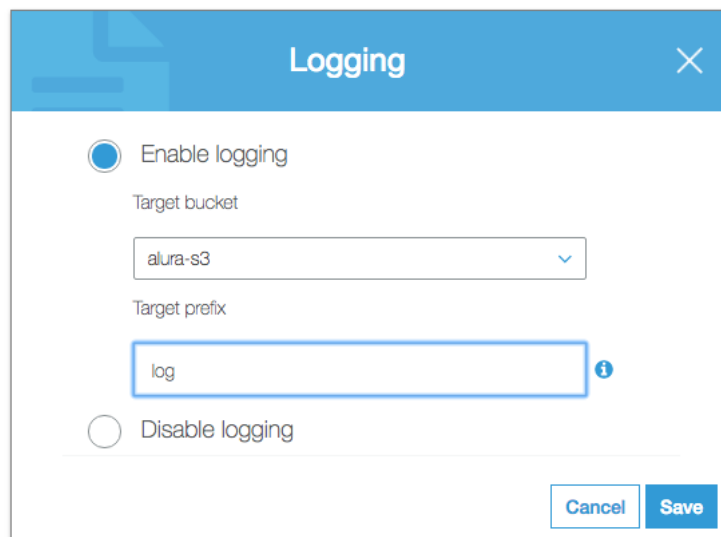 Logging
Enable logging
Target bucket
alura-s3
Target prefix
log
Disable logging
Cancel Save